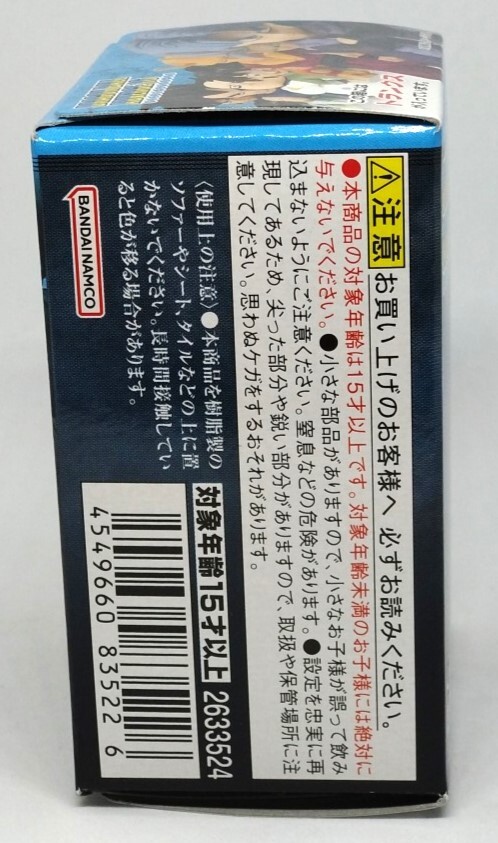 ⚠注意 お買い上げのお客様へ 必ずお読みください。
●本商品の対象年齢は15才以上です。対象年齢未満のお子様には絶対に
与えないでください。●小さな部品がありますので、小さなお子様が誤って飲み
込まないようにご注意ください。窒息などの危険があります。●設定を忠実に再
現してあるため、尖った部分や鋭い部分がありますので、取扱や保管場所に注
意してください。思わぬケガをするおそれがあります。
〈使用上の注意〉●本商品を樹脂製の
ソファーやシート、タイルなどの上に置
かないでください。長時間接触してい
ると色が移る場合があります。
BANDAI NAMCO
対象年齢15才以上 2633524
4549660 83522 6